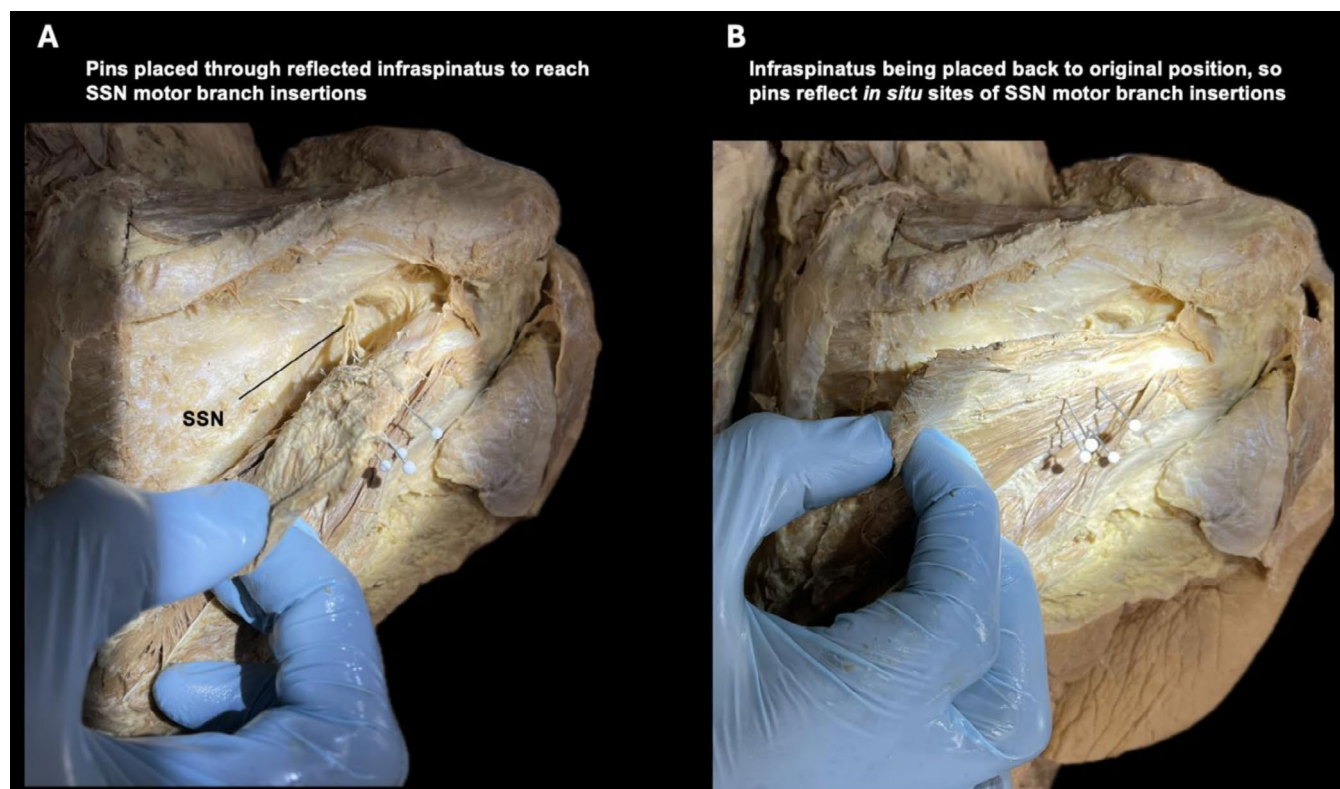 A
Pins placed through reflected infraspinatus to reach
SSN motor branch insertions
SSN
B
Infraspinatus being placed back to original position, so
pins reflect in situ sites of SSN motor branch insertions